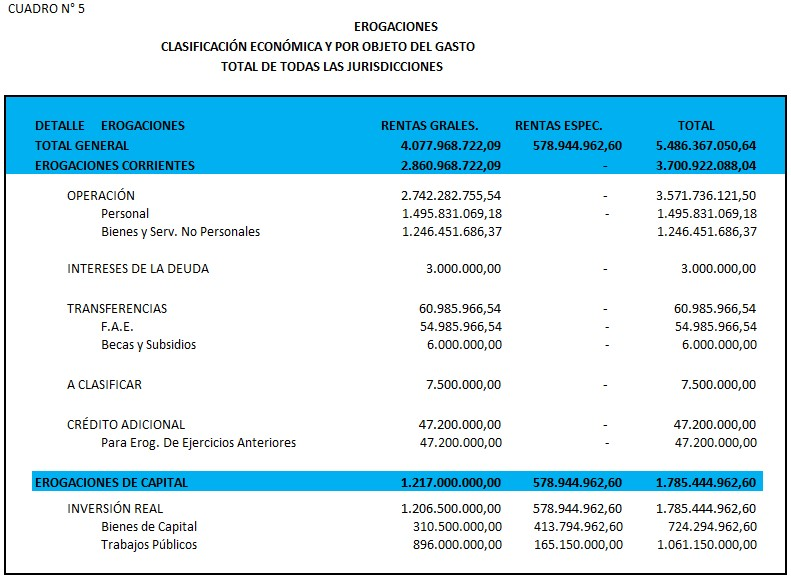 CUADRO N° 5
EROGACIONES
CLASIFICACIÓN ECONÓMICA Y POR OBJETO DEL GASTO
TOTAL DE TODAS LAS JURISDICCIONES
DETALLE EROGACIONES RENTAS GRALES. RENTAS ESPEC. TOTAL
TOTAL GENERAL 4.077.968.722,09 578.944.962,60 5.486.367.050,64
EROGACIONES CORRIENTES 2.860.968.722,09 - 3.700.922.088,04
OPERACIÓN 2.742.282.755,54 - 3.571.736.121,50
Personal 1.495.831.069,18 - 1.495.831.069,18
Bienes y Serv. No Personales 1.246.451.686,37 1.246.451.686,37
INTERESES DE LA DEUDA 3.000.000,00 - 3.000.000,00
TRANSFERENCIAS 60.985.966,54 - 60.985.966,54
F.A.E. 54.985.966,54 - 54.985.966,54
Becas y Subsidios 6.000.000,00 - 6.000.000,00
A CLASIFICAR 7.500.000,00 - 7.500.000,00
CRÉDITO ADICIONAL 47.200.000,00 - 47.200.000,00
Para Erog. De Ejercicios Anteriores 47.200.000,00 - 47.200.000,00
EROGACIONES DE CAPITAL 1.217.000.000,00 578.944.962,60 1.785.444.962,60
INVERSIÓN REAL 1.206.500.000,00 578.944.962,60 1.785.444.962,60
Bienes de Capital 310.500.000,00 413.794.962,60 724.294.962,60
Trabajos Públicos 896.000.000,00 165.150.000,00 1.061.150.000,00